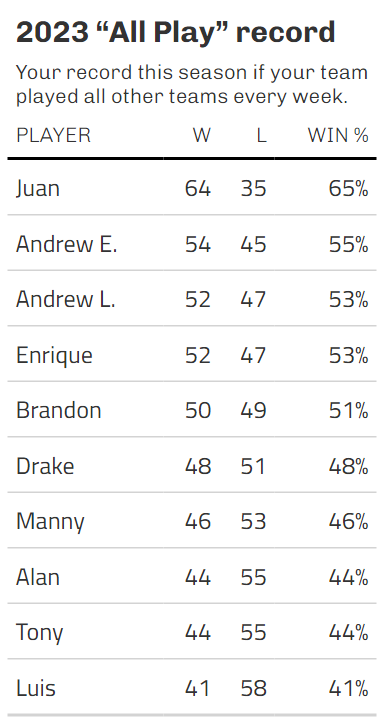 2023 “All Play” record
Your record this season if your team
played all other teams every week.
PLAYER W L WIN %
Juan 64 35 65%
Andrew E. 54 45 55%
Andrew L. 52 47 53%
Enrique 52 47 53%
Brandon 50 49 51%
Drake 48 51 48%
Manny 46 53 46%
Alan 44 55 44%
Tony 44 55 44%
Luis 41 58 41%